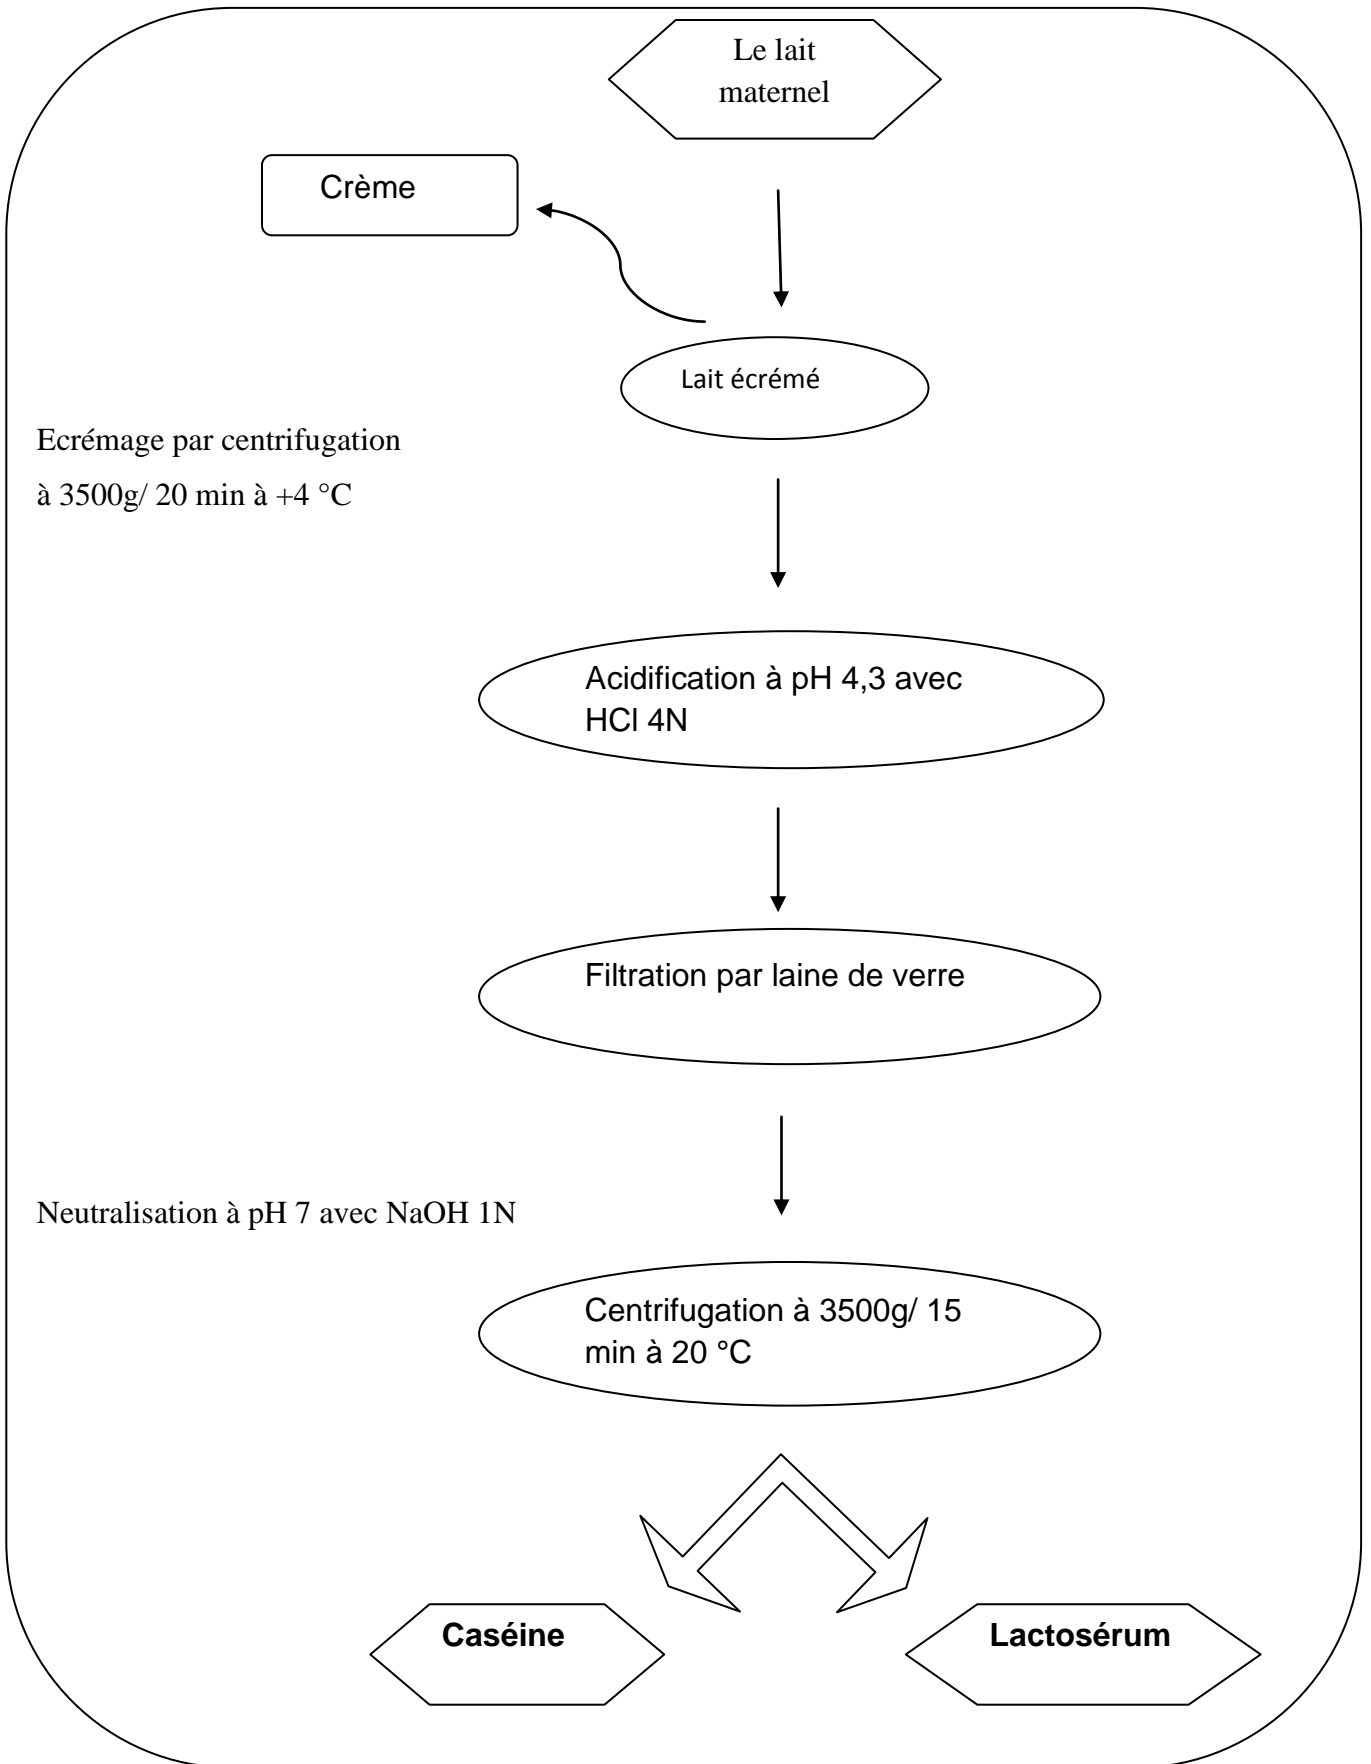 Le lait
maternel
Crème
Lait écrémé
Ecrémage par centrifugation
à 3500g/ 20 min à +4 °C
Acidification à pH 4,3 avec
HCl 4N
Filtration par laine de verre
Neutralisation à pH 7 avec NaOH 1N
Centrifugation à 3500g/ 15
min à 20 °C
Caséine
Lactosérum